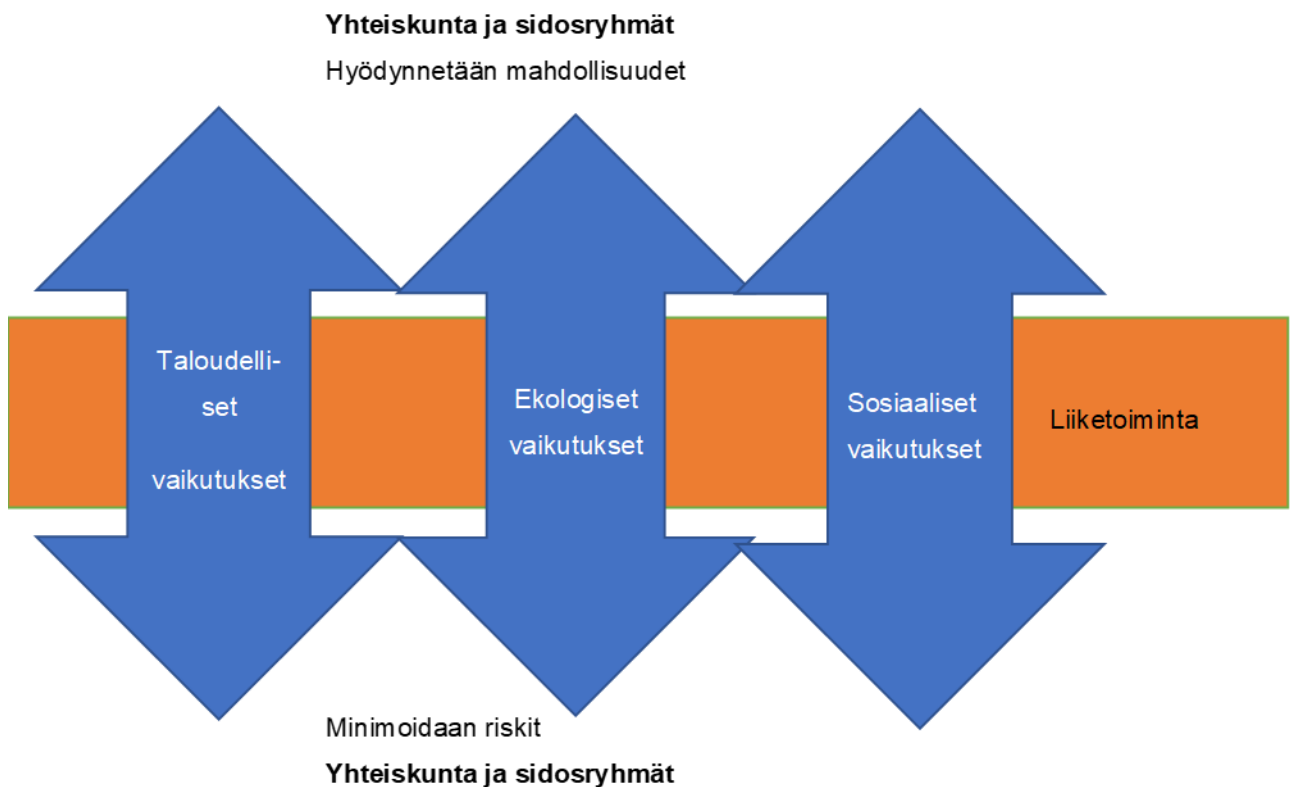 Yhteiskunta ja sidosryhmät
Hyödynnetään mahdollisuudet
Taloudelli-
set
vaikutukset
Ekologiset
vaikutukset
Sosiaaliset
vaikutukset
Liiketoiminta
Minimoidaan riskit
Yhteiskunta ja sidosryhmät